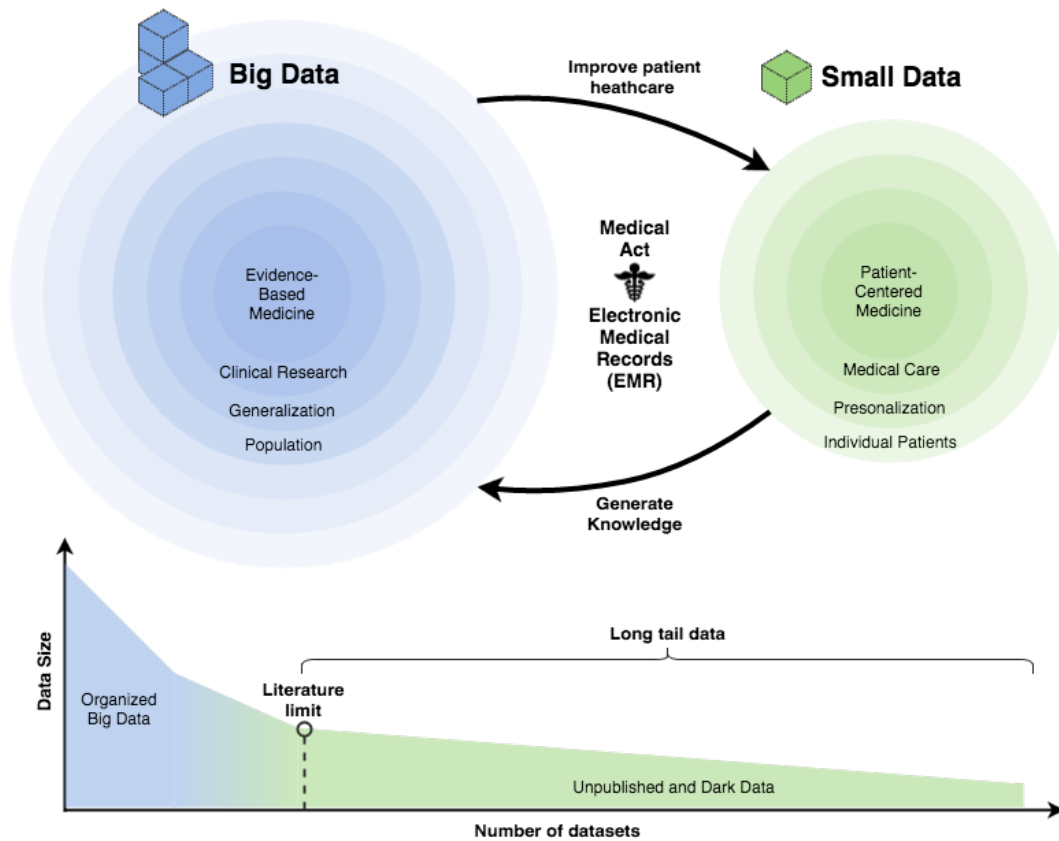 Big Data
Improve patient
heathcare
Small Data
Evidence-
Based
Medicine
Clinical Research
Generalization
Population
Medical
Act
Electronic
Medical
Records
(EMR)
Patient-
Centered
Medicine
Medical Care
Presonalization
Individual Patients
Generate
Knowledge
Data Size
Organized
Big Data
Literature
limit
Long tail data
Unpublished and Dark Data
Number of datasets